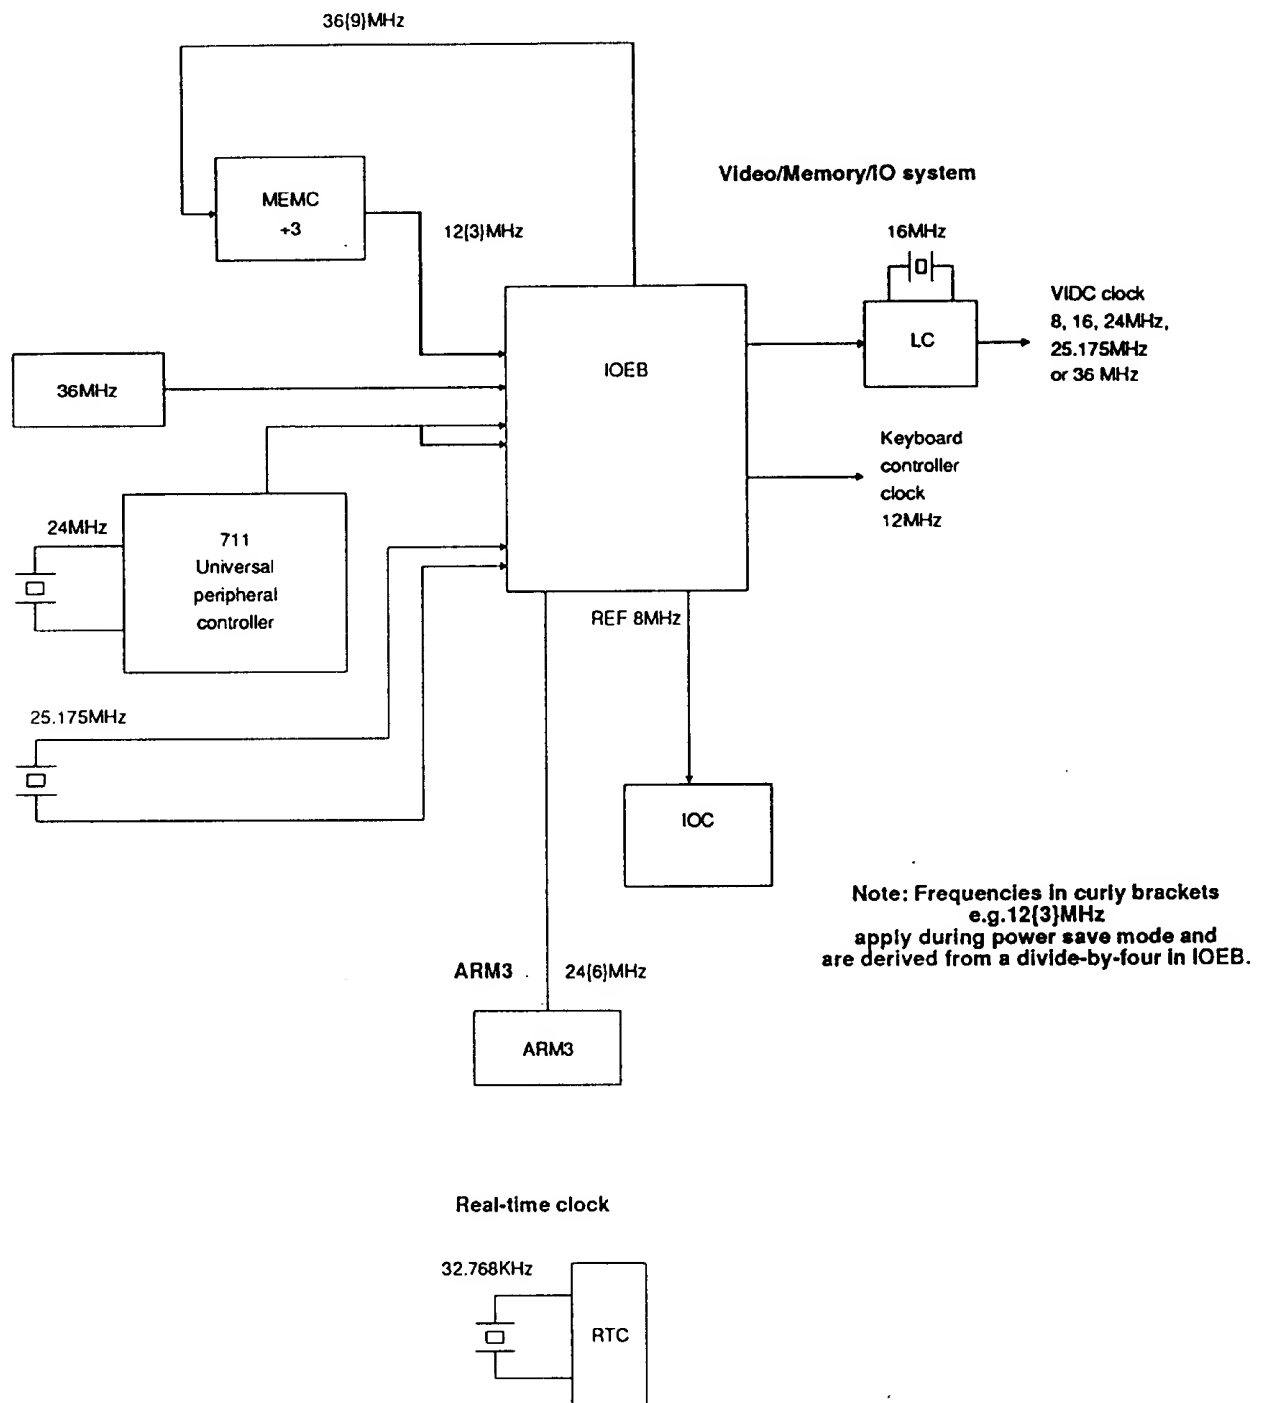 36{9}MHz
Video/Memory/IO system
MEMC
÷3
12{3}MHz
16MHz
LC
VIDC clock
8, 16, 24MHz,
25.175MHz
or 36 MHz
IOEB
36MHz
Keyboard
controller
clock
12MHz
24MHz
711
Universal
peripheral
controller
REF 8MHz
25.175MHz
IOC
Note: Frequencies in curly brackets
e.g.12{3}MHz
apply during power save mode and
are derived from a divide-by-four in IOEB.
ARM3
24{6}MHz
ARM3
Real-time clock
32.768KHz
RTC